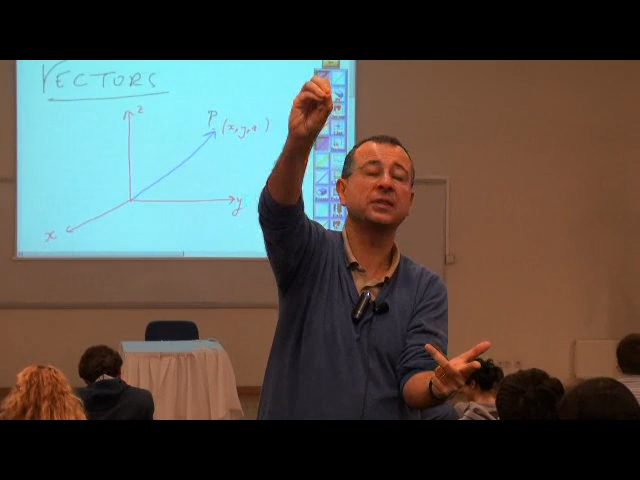 VECTORS
z
P
(x, y, z)
y
x